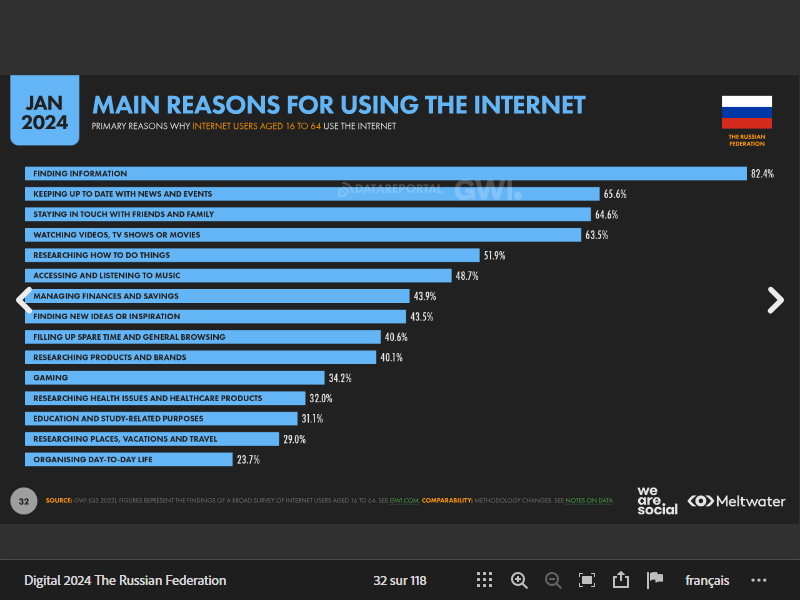 JAN
2024
MAIN REASONS FOR USING THE INTERNET
PRIMARY REASONS WHY INTERNET USERS AGED 16 TO 64 USE THE INTERNET
THE RUSSIAN
FEDERATION
DATAREPORTAL GWI.
FINDING INFORMATION 82.4%
KEEPING UP TO DATE WITH NEWS AND EVENTS 65.6%
STAYING IN TOUCH WITH FRIENDS AND FAMILY 64.6%
WATCHING VIDEOS, TV SHOWS OR MOVIES 63.5%
RESEARCHING HOW TO DO THINGS 51.9%
ACCESSING AND LISTENING TO MUSIC 48.7%
MANAGING FINANCES AND SAVINGS 43.9%
FINDING NEW IDEAS OR INSPIRATION 43.5%
FILLING UP SPARE TIME AND GENERAL BROWSING 40.6%
RESEARCHING PRODUCTS AND BRANDS 40.1%
GAMING 34.2%
RESEARCHING HEALTH ISSUES AND HEALTHCARE PRODUCTS 32.0%
EDUCATION AND STUDY-RELATED PURPOSES 31.1%
RESEARCHING PLACES, VACATIONS AND TRAVEL 29.0%
ORGANISING DAY-TO-DAY LIFE 23.7%
32
SOURCE: GWI (Q3 2023). FIGURES REPRESENT THE FINDINGS OF A BROAD SURVEY OF INTERNET USERS AGED 16 TO 64. SEE GWI.COM. COMPARABILITY: METHODOLOGY CHANGES. SEE NOTES ON DATA.
we
are.
social
Meltwater
Digital 2024 The Russian Federation 32 sur 118 français